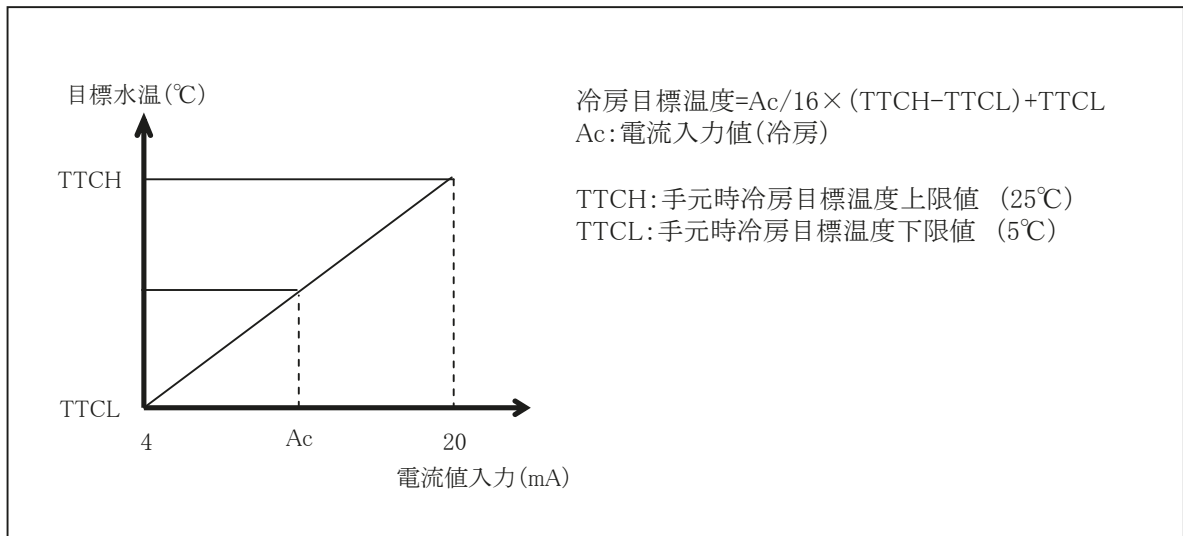 目標水温(℃)
TTCH
TTCL
4
Ac
20
電流値入力(mA)
冷房目標温度=Ac/16×(TTCH-TTCL)+TTCL
Ac:電流入力値(冷房)
TTCH:手元時冷房目標温度上限値 (25℃)
TTCL:手元時冷房目標温度下限値 (5℃)